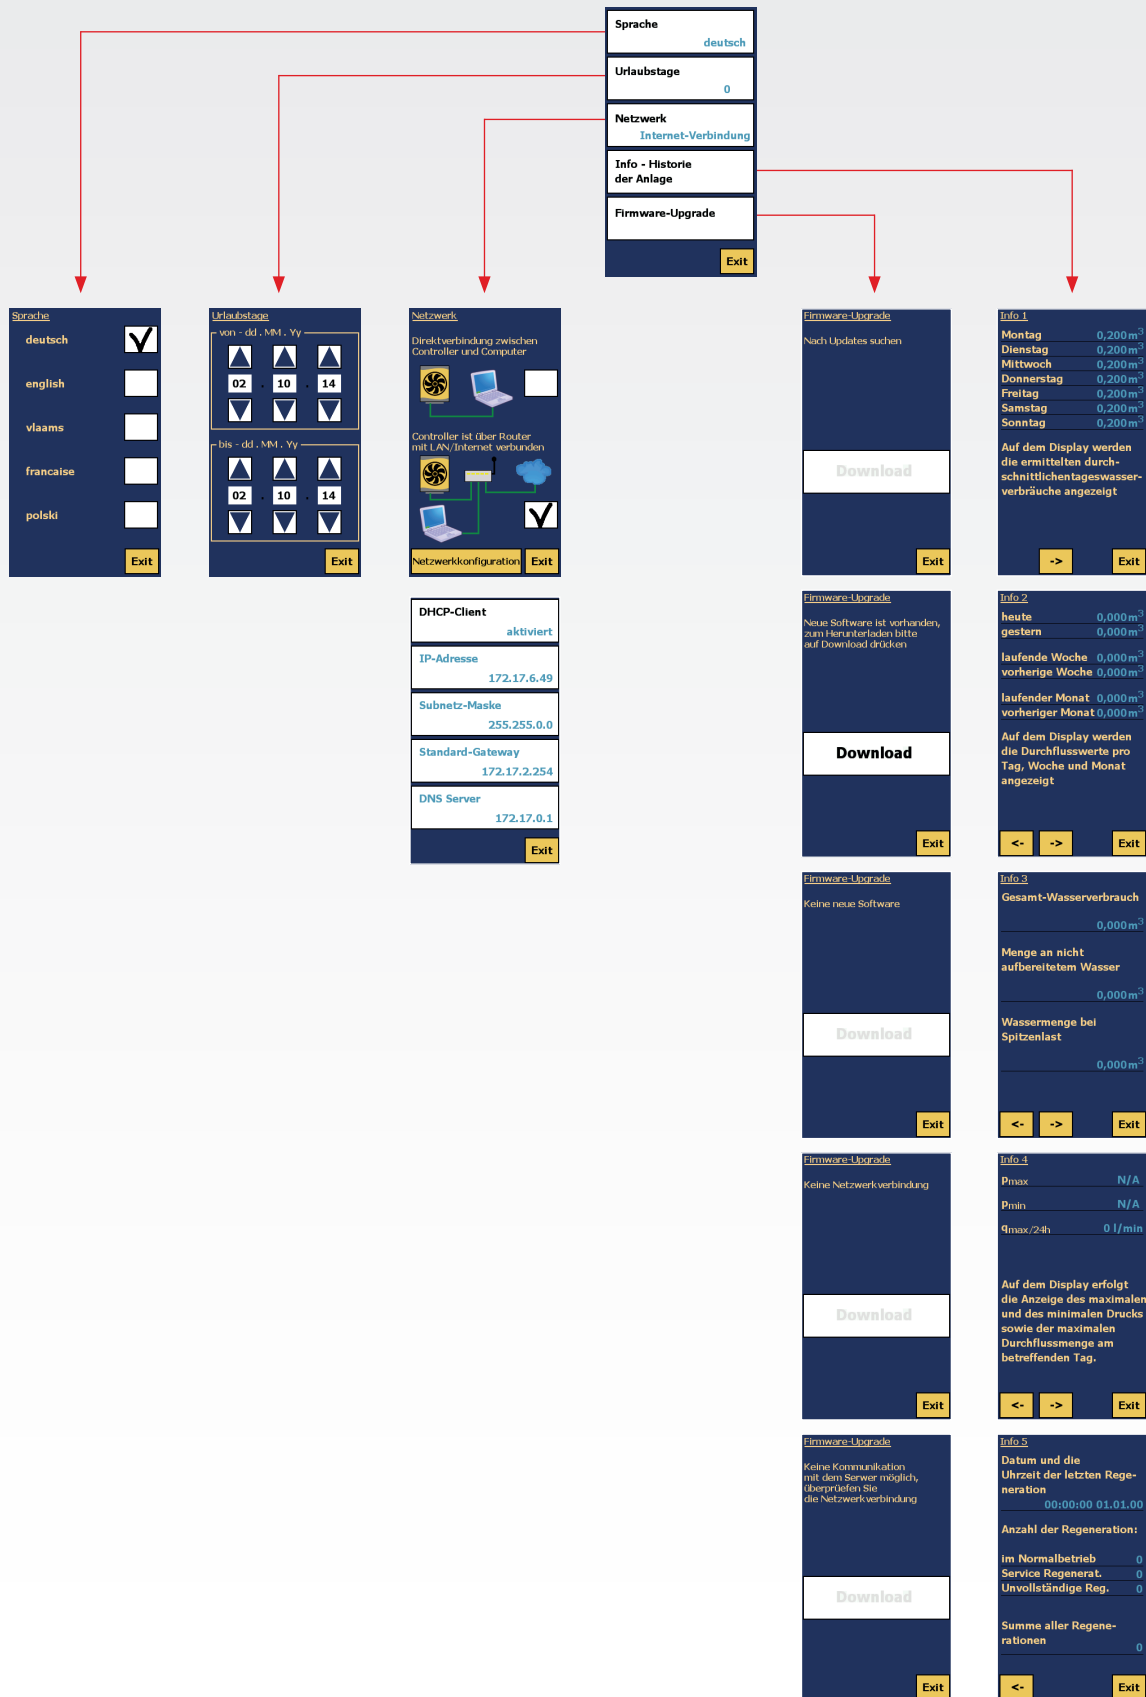 Sprache
deutsch
Urlaubstage
0
Netzwerk
Internet-Verbindung
Info - Historie
der Anlage
Firmware-Upgrade
Exit
Sprache
deutsch
english
vlaams
francaise
polski
Exit
Urlaubstage
von - dd . MM . Yy
02 . 10 . 14
bis - dd . MM . Yy
02 . 10 . 14
Exit
Netzwerk
Direktverbindung zwischen
Controller und Computer
Controller ist über Router
mit LAN/Internet verbunden
Netzwerkkonfiguration Exit
DHCP-Client
aktiviert
IP-Adresse
172.17.6.49
Subnetz-Maske
255.255.0.0
Standard-Gateway
172.17.2.254
DNS Server
172.17.0.1
Exit
Firmware-Upgrade
Nach Updates suchen
Download
Exit
Firmware-Upgrade
Neue Software ist vorhanden,
zum Herunterladen bitte
auf Download drücken
Download
Exit
Firmware-Upgrade
Keine neue Software
Download
Exit
Firmware-Upgrade
Keine Netzwerkverbindung
Download
Exit
Firmware-Upgrade
Keine Kommunikation
mit dem Serwer möglich,
überprüefen Sie
die Netzwerkverbindung
Download
Exit
Info 1
Montag 0,200m³
Dienstag 0,200m³
Mittwoch 0,200m³
Donnerstag 0,200m³
Freitag 0,200m³
Samstag 0,200m³
Sonntag 0,200m³
Auf dem Display werden
die ermittelten durch-
schnittlichentageswasser-
verbräuche angezeigt
-> Exit
Info 2
heute 0,000m³
gestern 0,000m³
laufende Woche 0,000m³
vorherige Woche 0,000m³
laufender Monat 0,000m³
vorheriger Monat 0,000m³
Auf dem Display werden
die Durchflusswerte pro
Tag, Woche und Monat
angezeigt
<- -> Exit
Info 3
Gesamt-Wasserverbrauch
0,000m³
Menge an nicht
aufbereitetem Wasser
0,000m³
Wassermenge bei
Spitzenlast
0,000m³
<- -> Exit
Info 4
Pmax N/A
Pmin N/A
qmax/24h 0 l/min
Auf dem Display erfolgt
die Anzeige des maximalen
und des minimalen Drucks
sowie der maximalen
Durchflussmenge am
betreffenden Tag.
<- -> Exit
Info 5
Datum und die
Uhrzeit der letzten Rege-
neration
00:00:00 01.01.00
Anzahl der Regeneration:
im Normalbetrieb 0
Service Regenerat. 0
Unvollständige Reg. 0
Summe aller Regene-
rationen 0
<- Exit